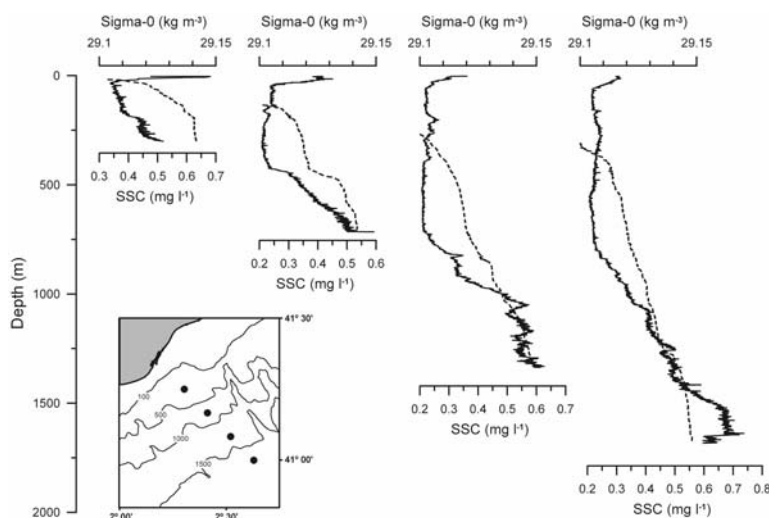 Sigma-0 (kg m⁻³) Sigma-0 (kg m⁻³) Sigma-0 (kg m⁻³) Sigma-0 (kg m⁻³)
29.1 29.15 29.1 29.15 29.1 29.15 29.1 29.15
0
0.3 0.4 0.5 0.6 0.7
SSC (mg l⁻¹)
500
0.2 0.3 0.4 0.5 0.6
SSC (mg l⁻¹)
Depth (m)
1000
41º 30'
100
500
1000
1500
41º 00'
2º 00' 2º 30'
0.2 0.3 0.4 0.5 0.6 0.7
SSC (mg l⁻¹)
1500
0.2 0.3 0.4 0.5 0.6 0.7 0.8
SSC (mg l⁻¹)
2000